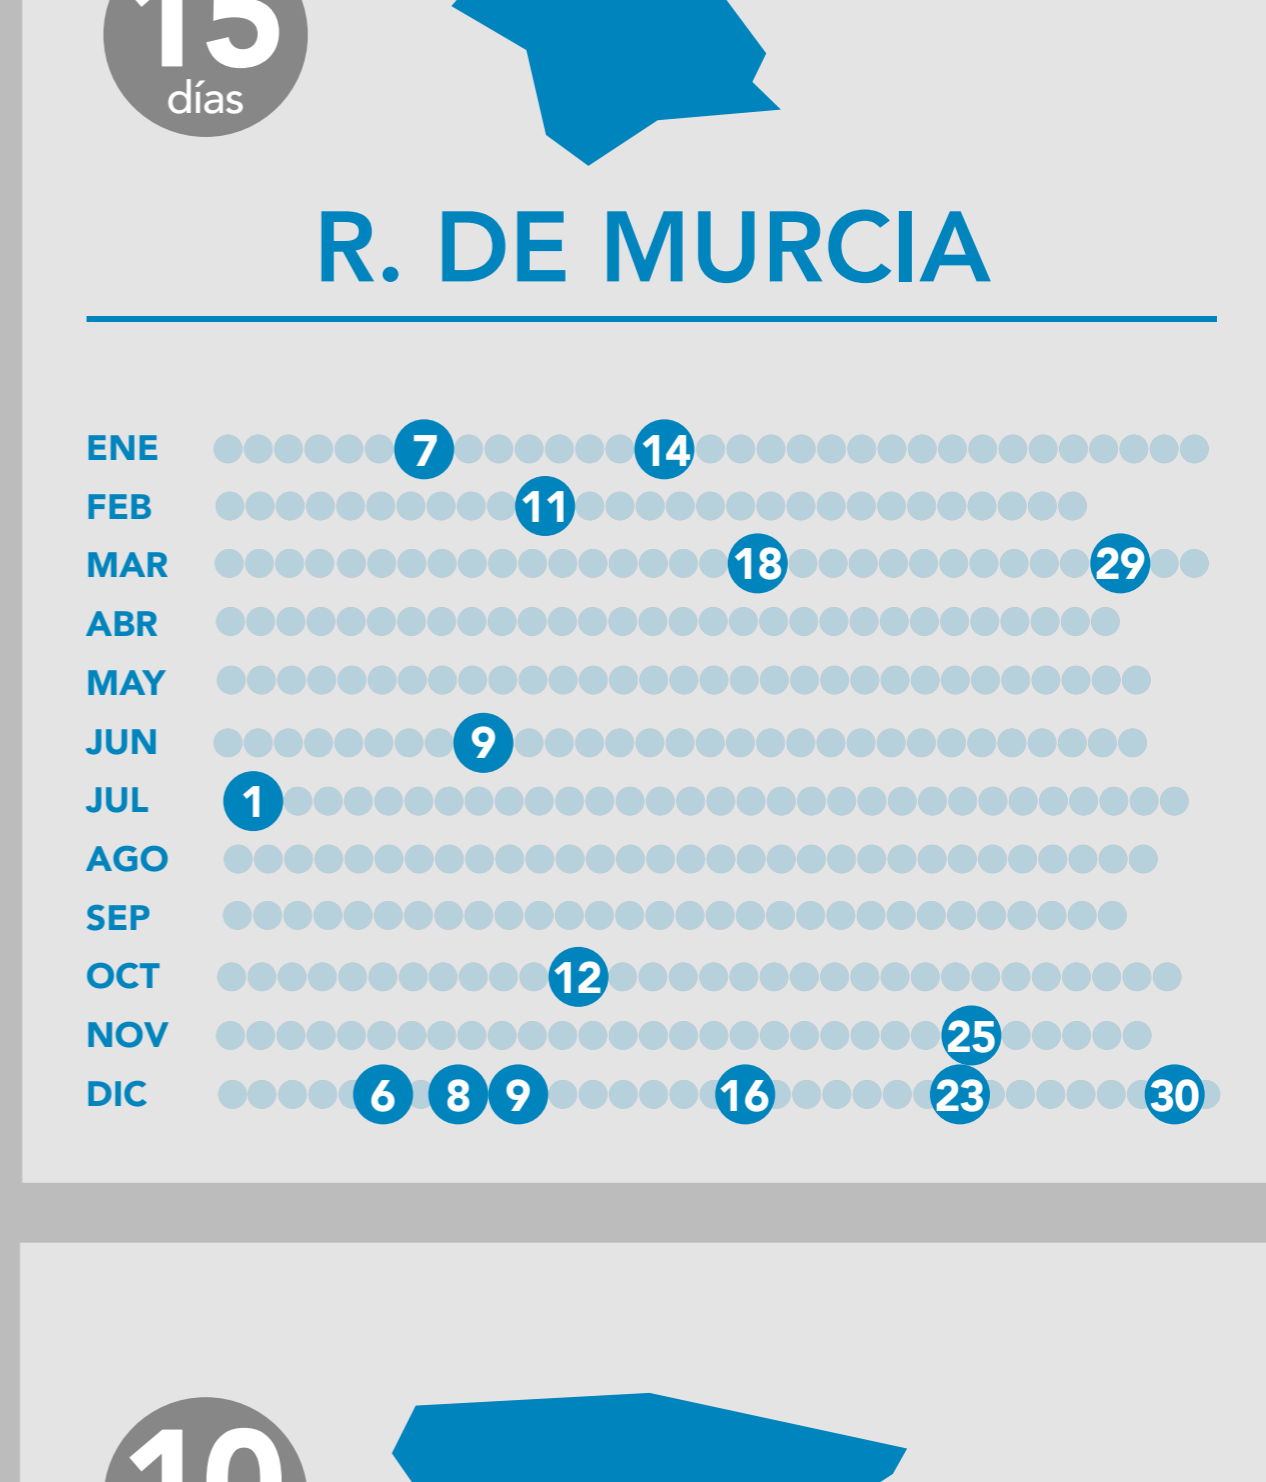 15
días
R. DE MURCIA
ENE 7 14
FEB 11
MAR 18 29
ABR
MAY
JUN 9
JUL 1
AGO
SEP
OCT 12
NOV 25
DIC 6 8 9 16 23 30
10